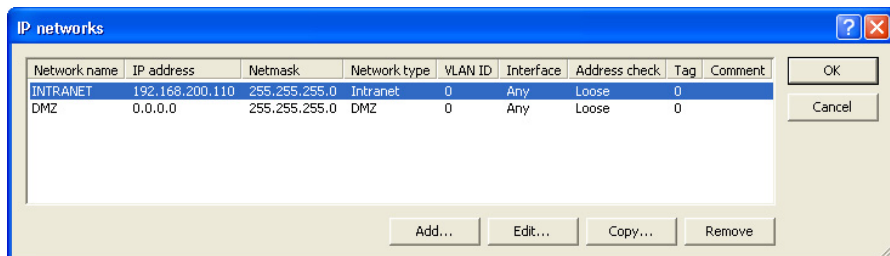 IP networks
Network name IP address Netmask Network type VLAN ID Interface Address check Tag Comment
INTRANET 192.168.200.110 255.255.255.0 Intranet 0 Any Loose 0
DMZ 0.0.0.0 255.255.255.0 DMZ 0 Any Loose 0
OK
Cancel
Add... Edit... Copy... Remove